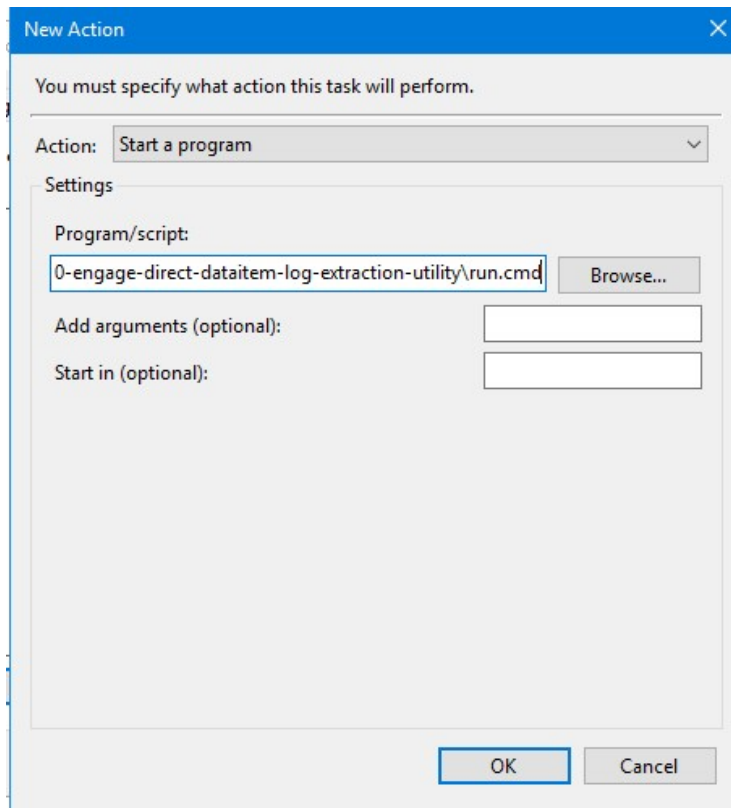 New Action
You must specify what action this task will perform.
Action: Start a program
Settings
Program/script:
0-engage-direct-dataitem-log-extraction-utility\run.cmd Browse...
Add arguments (optional):
Start in (optional):
OK Cancel